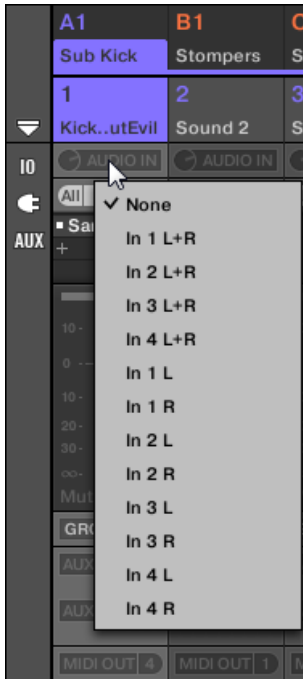 A1 B1 C
Sub Kick Stompers S
1 2 3
Kick..utEvil Sound 2 S
IO AUDIO IN AUDIO IN
All
AUX Sa
+
✓ None
In 1 L+R
In 2 L+R
In 3 L+R
In 4 L+R
In 1 L
In 1 R
In 2 L
In 2 R
In 3 L
In 3 R
In 4 L
In 4 R
10-
0
10-
20-
30-
∞-
Mut
GRO
AUX
AUX
MIDI OUT 4 MIDI OUT 1 M